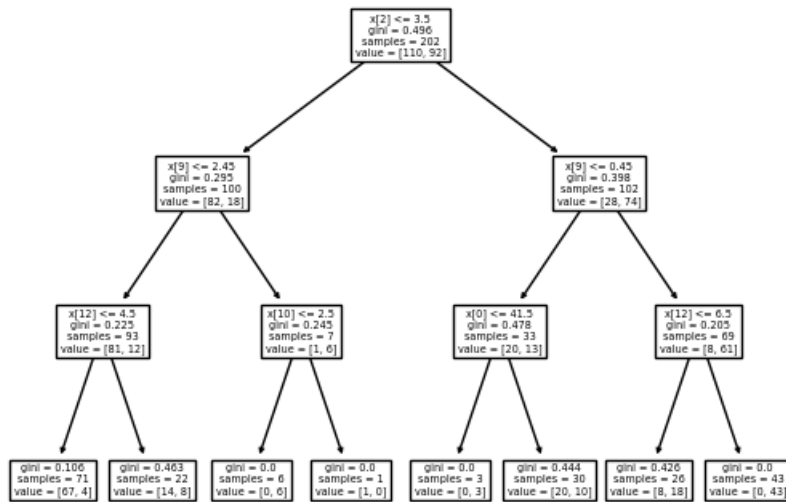 x[2] <= 3.5
gini = 0.496
samples = 202
value = [110, 92]
x[9] <= 2.45
gini = 0.295
samples = 100
value = [82, 18]
x[9] <= 0.45
gini = 0.398
samples = 102
value = [28, 74]
x[12] <= 4.5
gini = 0.225
samples = 93
value = [81, 12]
x[10] <= 2.5
gini = 0.245
samples = 7
value = [1, 6]
x[0] <= 41.5
gini = 0.478
samples = 33
value = [20, 13]
x[12] <= 6.5
gini = 0.205
samples = 69
value = [8, 61]
gini = 0.106
samples = 71
value = [67, 4]
gini = 0.463
samples = 22
value = [14, 8]
gini = 0.0
samples = 6
value = [0, 6]
gini = 0.0
samples = 1
value = [1, 0]
gini = 0.0
samples = 3
value = [0, 3]
gini = 0.444
samples = 30
value = [20, 10]
gini = 0.426
samples = 26
value = [8, 18]
gini = 0.0
samples = 43
value = [0, 43]